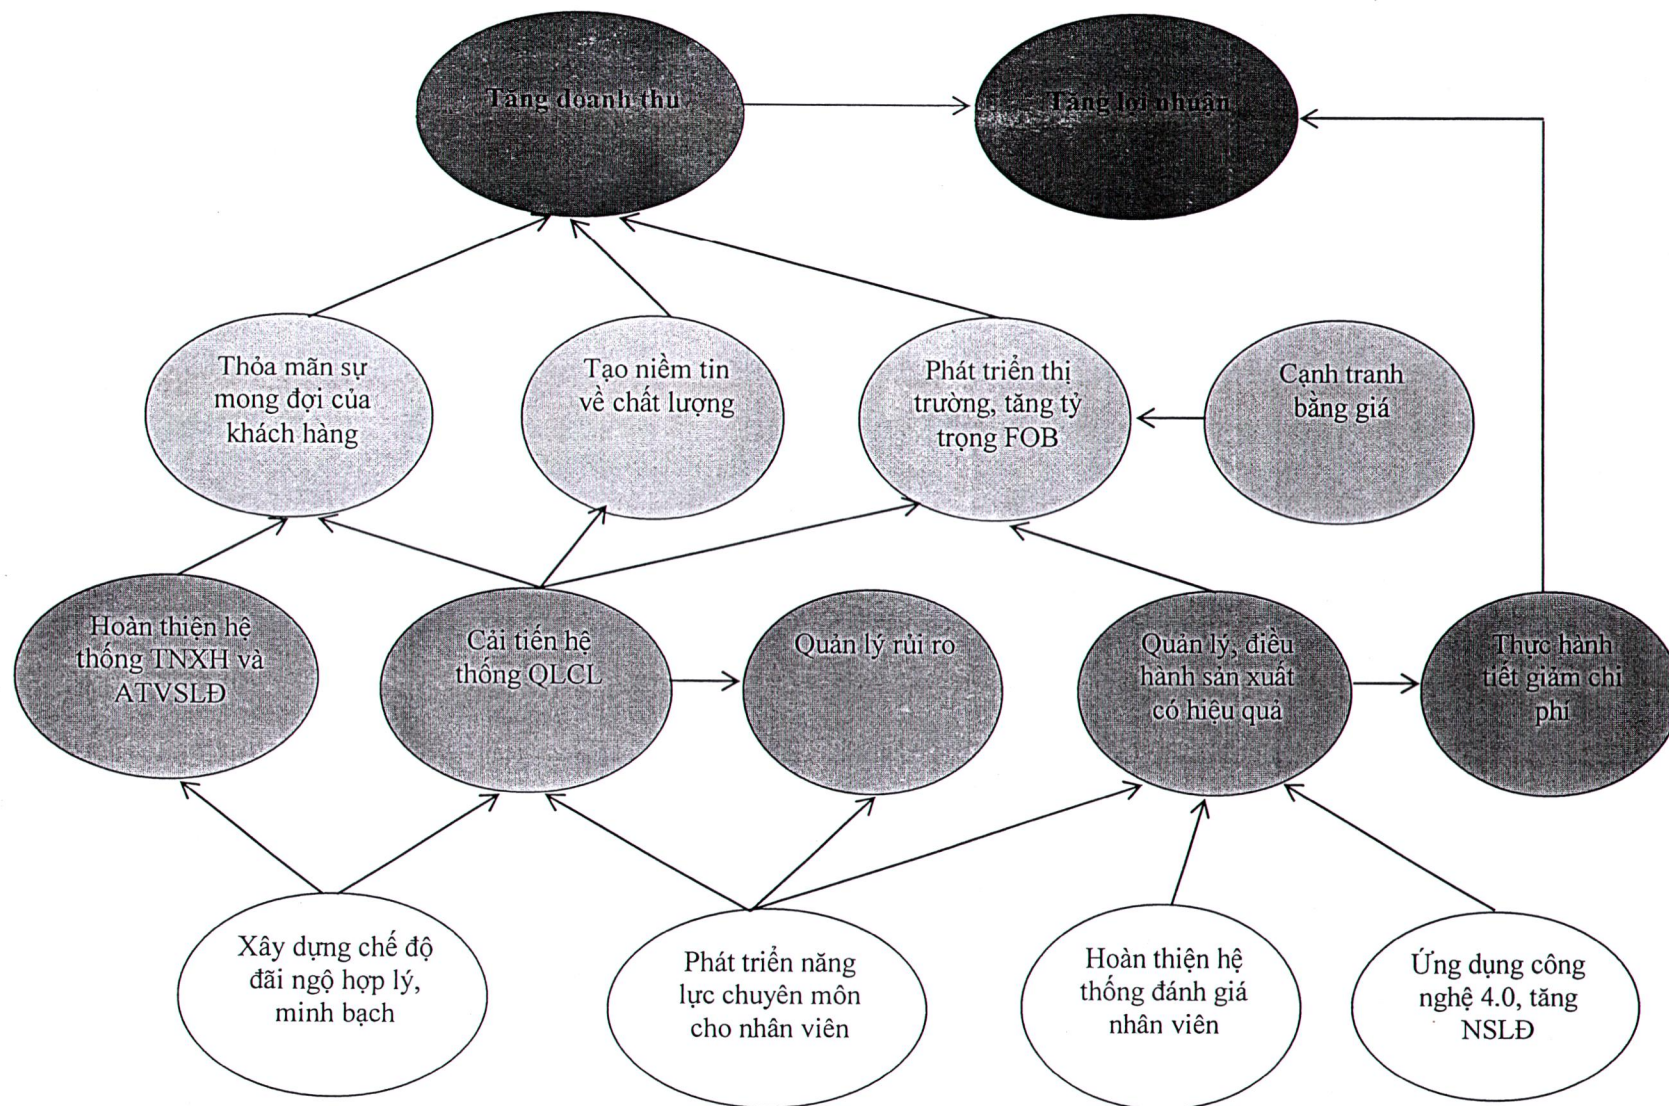 Tăng doanh thu
Tăng lợi nhuận
Thỏa mãn sự
mong đợi của
khách hàng
Tạo niềm tin
về chất lượng
Phát triển thị
trường, tăng tỷ
trọng FOB
Cạnh tranh
bằng giá
Hoàn thiện hệ
thống TNXH và
ATVSLĐ
Cải tiến hệ
thống QLCL
Quản lý rủi ro
Quản lý, điều
hành sản xuất
có hiệu quả
Thực hành
tiết giảm chi
phí
Xây dựng chế độ
đãi ngộ hợp lý,
minh bạch
Phát triển năng
lực chuyên môn
cho nhân viên
Hoàn thiện hệ
thống đánh giá
nhân viên
Ứng dụng công
nghệ 4.0, tăng
NSLĐ